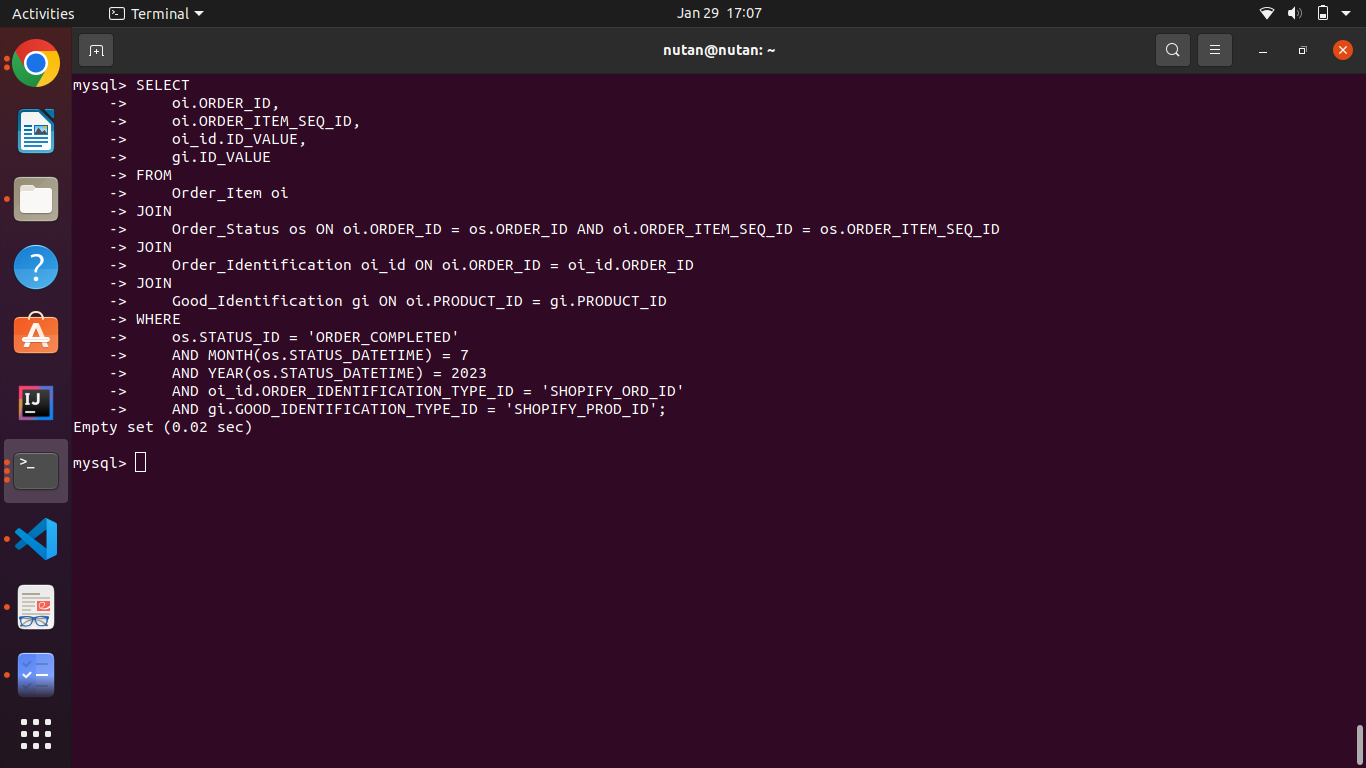 Activities Terminal Jan 29 17:07
nutan@nutan: ~
mysql> SELECT
    ->     oi.ORDER_ID,
    ->     oi.ORDER_ITEM_SEQ_ID,
    ->     oi_id.ID_VALUE,
    ->     gi.ID_VALUE
    -> FROM
    ->     Order_Item oi
    -> JOIN
    ->     Order_Status os ON oi.ORDER_ID = os.ORDER_ID AND oi.ORDER_ITEM_SEQ_ID = os.ORDER_ITEM_SEQ_ID
    -> JOIN
    ->     Order_Identification oi_id ON oi.ORDER_ID = oi_id.ORDER_ID
    -> JOIN
    ->     Good_Identification gi ON oi.PRODUCT_ID = gi.PRODUCT_ID
    -> WHERE
    ->     os.STATUS_ID = 'ORDER_COMPLETED'
    ->     AND MONTH(os.STATUS_DATETIME) = 7
    ->     AND YEAR(os.STATUS_DATETIME) = 2023
    ->     AND oi_id.ORDER_IDENTIFICATION_TYPE_ID = 'SHOPIFY_ORD_ID'
    ->     AND gi.GOOD_IDENTIFICATION_TYPE_ID = 'SHOPIFY_PROD_ID';
Empty set (0.02 sec)
mysql>
IJ
>_